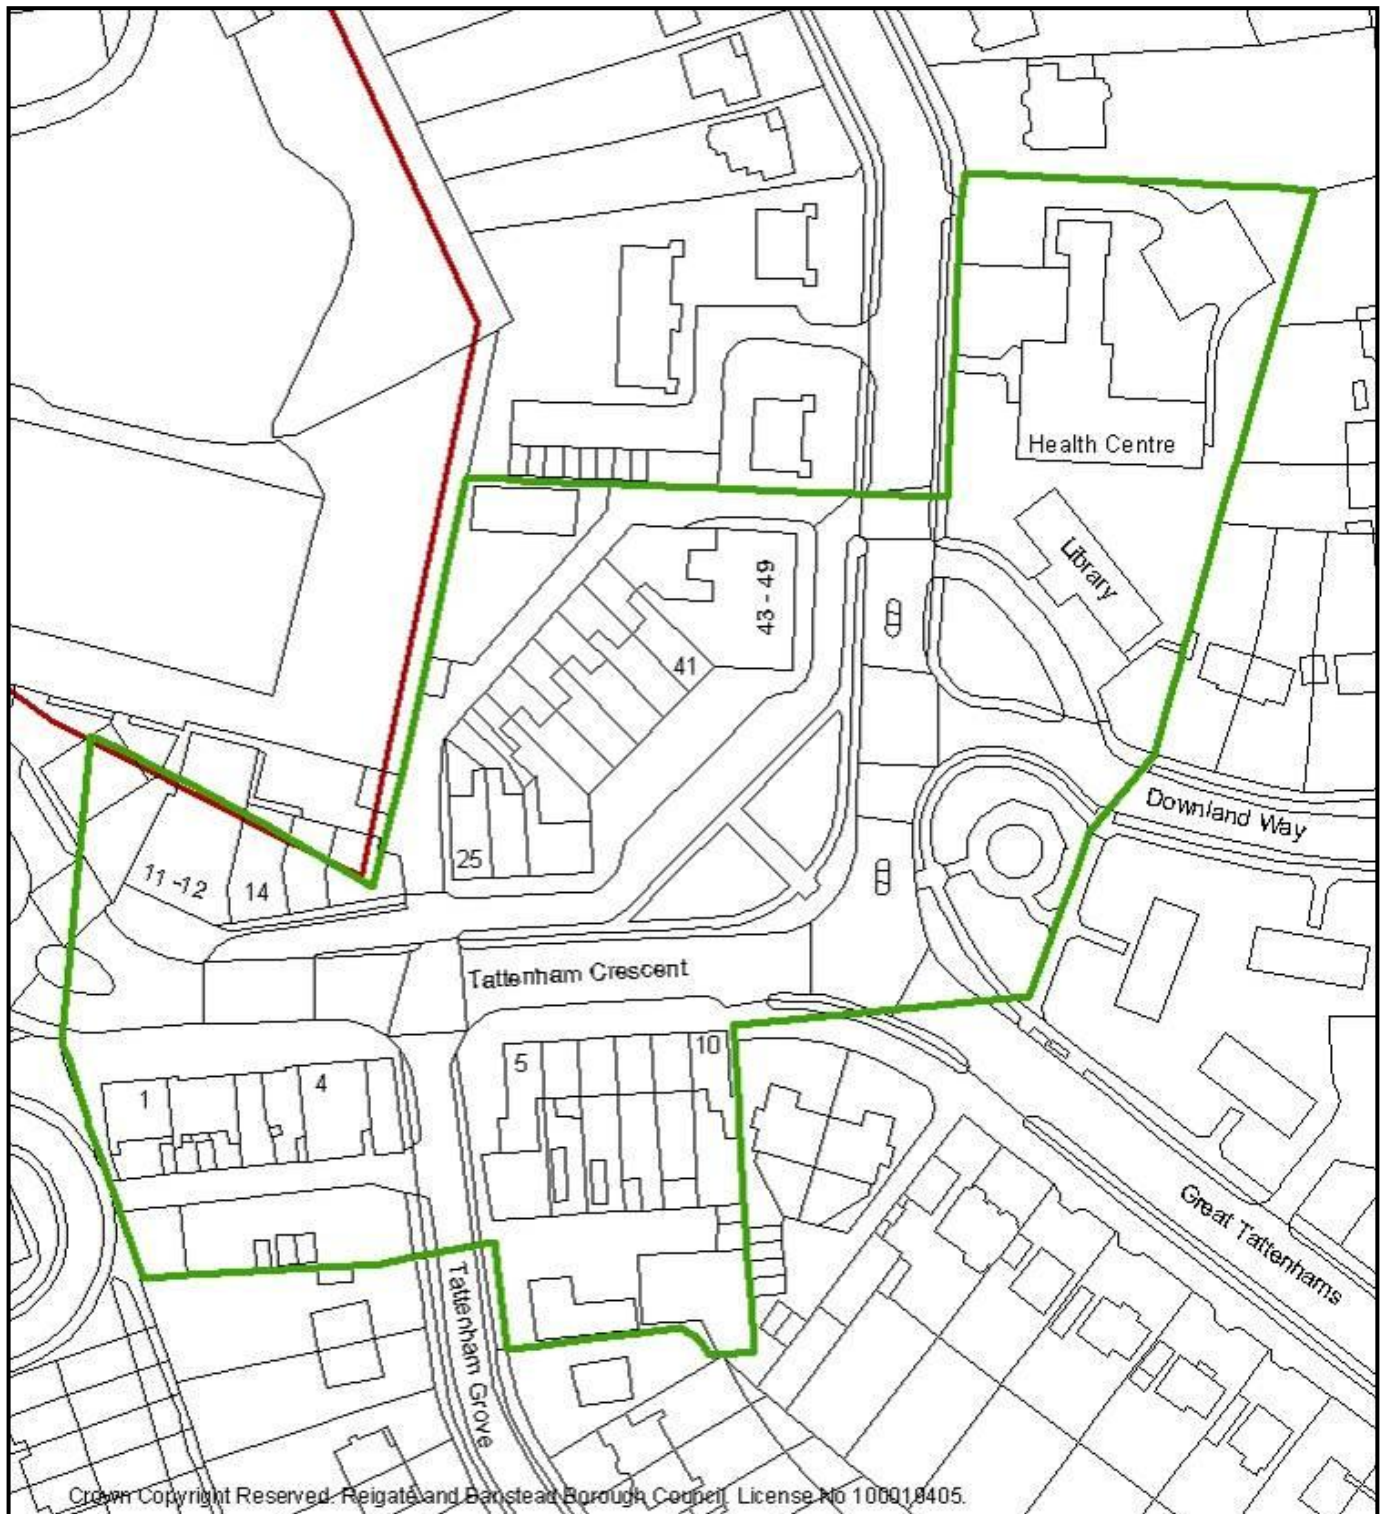 Health Centre
Library
43 - 49
41
Downland Way
25
11 -12
14
Tattenham Crescent
5
10
4
1
Great Tattenhams
Tattenham Grove
Crown Copyright Reserved. Reigate and Banstead Borough Council. License No 100019405.